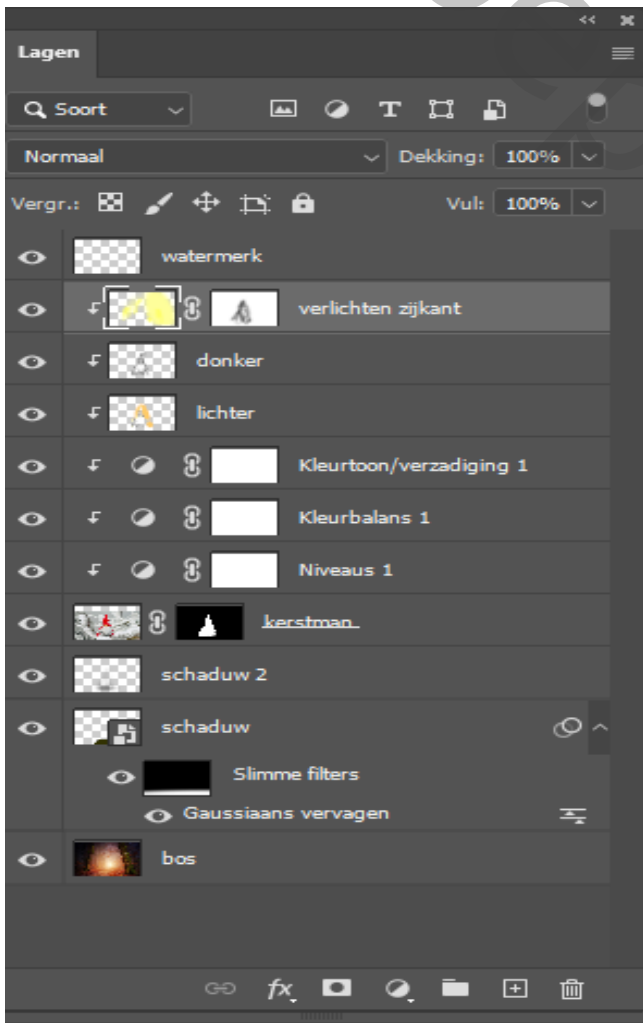 Lagen
Soort
Normaal Dekking: 100%
Vergr.: Vul: 100%
watermerk
verlichten zijkant
donker
lichter
Kleurtoon/verzadiging 1
Kleurbalans 1
Niveaus 1
kerstman
schaduw 2
schaduw
Slimme filters
Gaussiaans vervagen
bos
fx